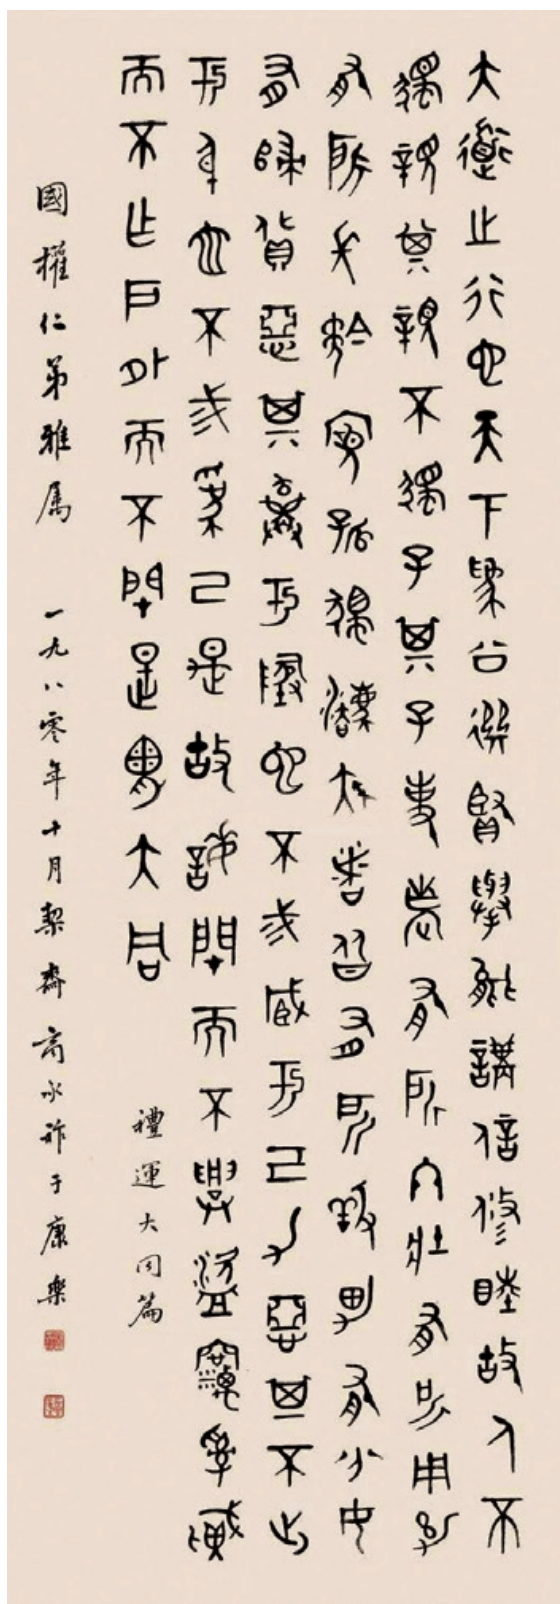 大道之行也天下為公選賢舉能講信修睦故人不
獨親其親不獨子其子使老有所終壯有所用幼
有所長矜寡孤獨廢疾者皆有所養男有分女
有歸貨惡其棄於地也不必藏於己力惡其不出
於身也不必為己是故謀閉而不興盜竊亂賊
而不作戶外而不閉是謂大同
禮運大同篇
國權仁弟雅属 一九八零年十月契齋商承祚于康樂